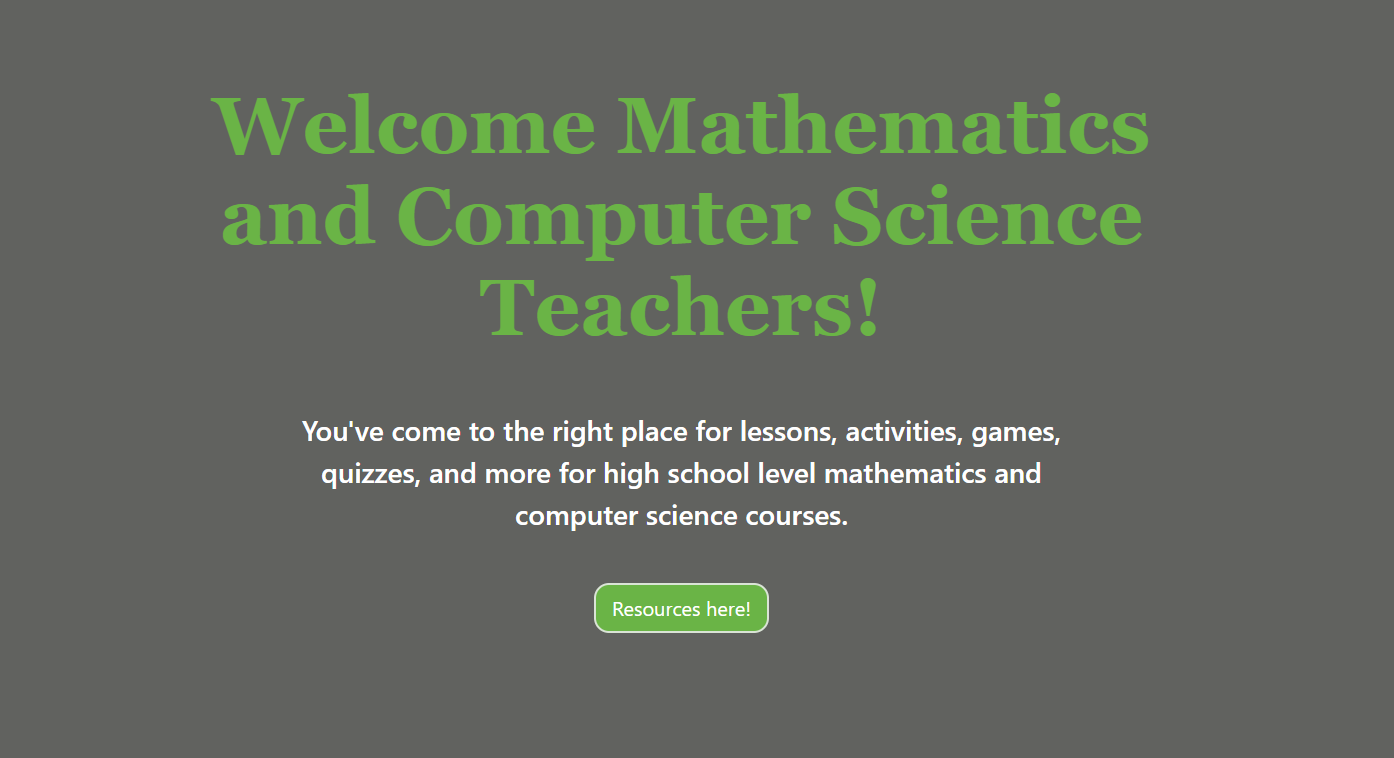 Welcome Mathematics
and Computer Science
Teachers!
You've come to the right place for lessons, activities, games,
quizzes, and more for high school level mathematics and
computer science courses.
Resources here!